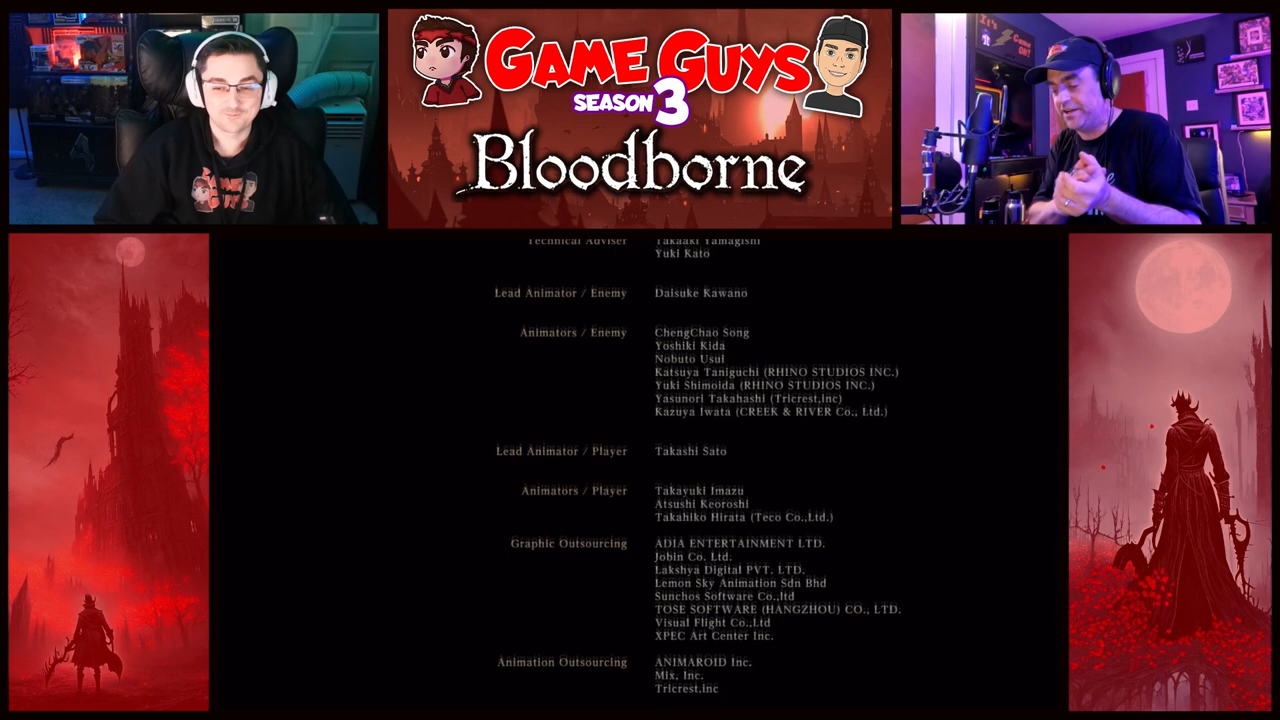 GAME GUYS
SEASON 3
Bloodborne
It's
GAME
GUYS
Technical Adviser Takaaki Yamagishi
Yuki Kato
Lead Animator / Enemy Daisuke Kawano
Animators / Enemy ChengChao Song
Yoshiki Kida
Nobuto Usui
Katsuya Taniguchi (RHINO STUDIOS INC.)
Yuki Shimoida (RHINO STUDIOS INC.)
Yasunori Takahashi (Tricrest,inc)
Kazuya Iwata (CREEK & RIVER Co., Ltd.)
Lead Animator / Player Takashi Sato
Animators / Player Takayuki Imazu
Atsushi Keoroshi
Takahiko Hirata (Teco Co.,Ltd.)
Graphic Outsourcing ADIA ENTERTAINMENT LTD.
Jobin Co. Ltd.
Lakshya Digital PVT. LTD.
Lemon Sky Animation Sdn Bhd
Sunchos Software Co.,ltd
TOSE SOFTWARE (HANGZHOU) CO., LTD.
Visual Flight Co.,Ltd
XPEC Art Center Inc.
Animation Outsourcing ANIMAROID Inc.
Mix, Inc.
Tricrest,inc